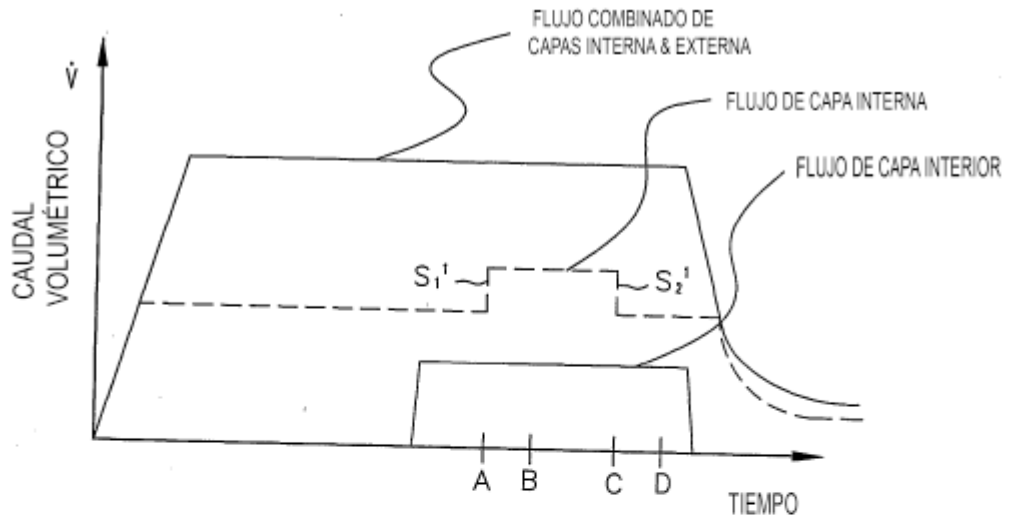 FLUJO COMBINADO DE
CAPAS INTERNA & EXTERNA
V̇
FLUJO DE CAPA INTERNA
FLUJO DE CAPA INTERIOR
CAUDAL
VOLUMÉTRICO
S₁¹
S₂¹
A B C D
TIEMPO